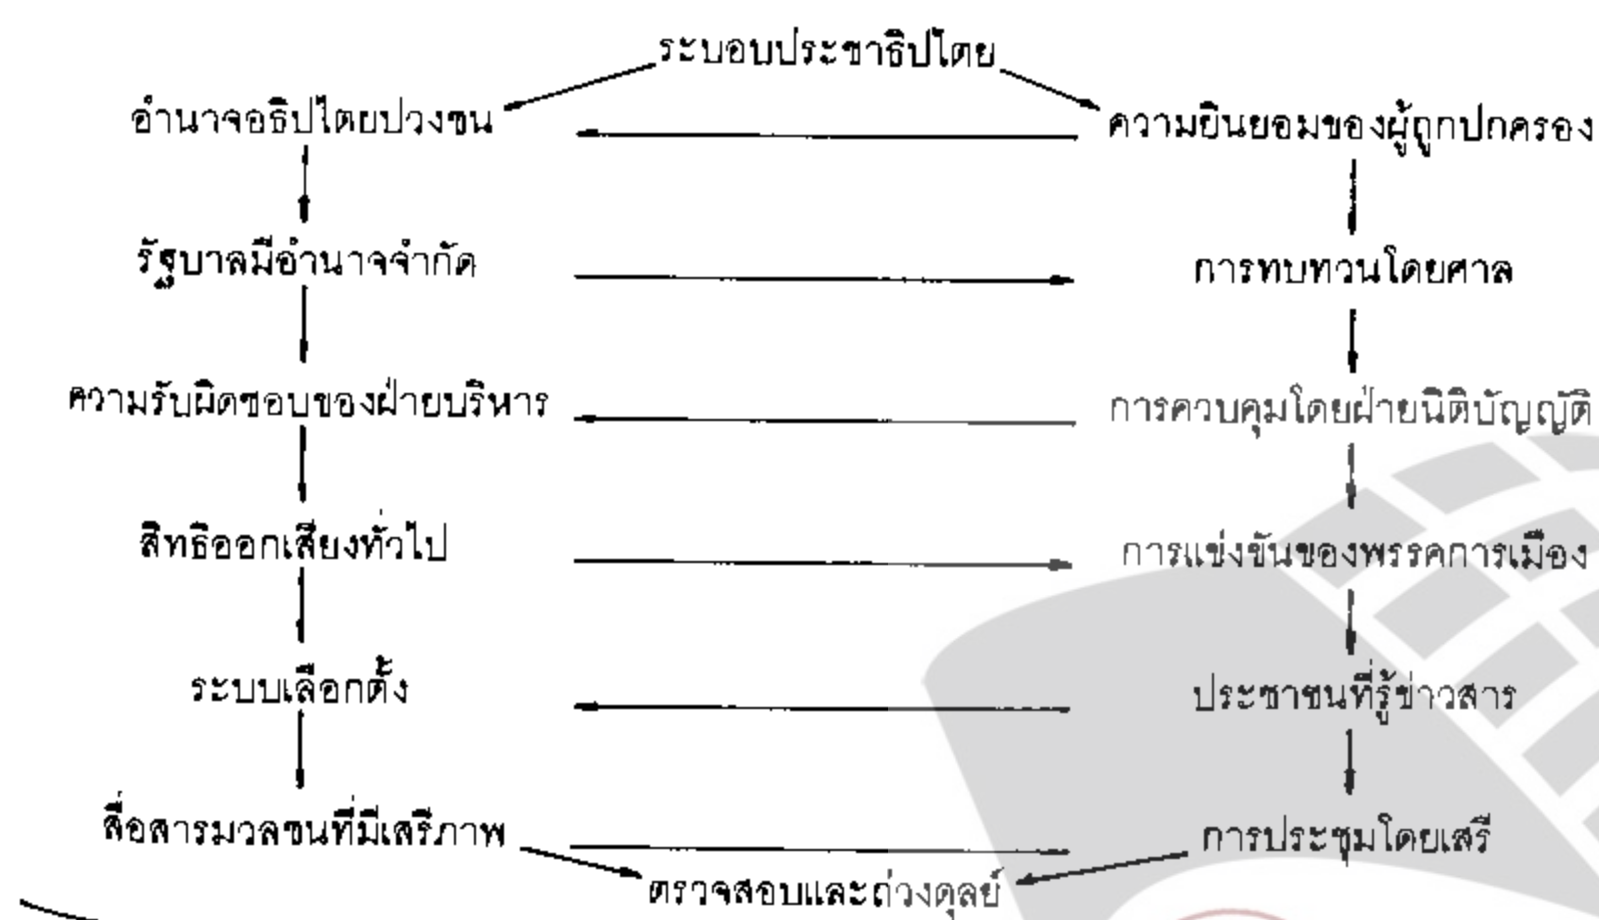 ระบอบประชาธิปไตย
อำนาจอธิปไตยปวงชน ความยินยอมของผู้ถูกปกครอง
รัฐบาลมีอำนาจจำกัด การทบทวนโดยศาล
ความรับผิดชอบของฝ่ายบริหาร การควบคุมโดยฝ่ายนิติบัญญัติ
สิทธิออกเสียงทั่วไป การแข่งขันของพรรคการเมือง
ระบบเลือกตั้ง ประชาชนที่รู้ข่าวสาร
สื่อสารมวลชนที่มีเสรีภาพ การประชุมโดยเสรี
ตรวจสอบและถ่วงดุลย์